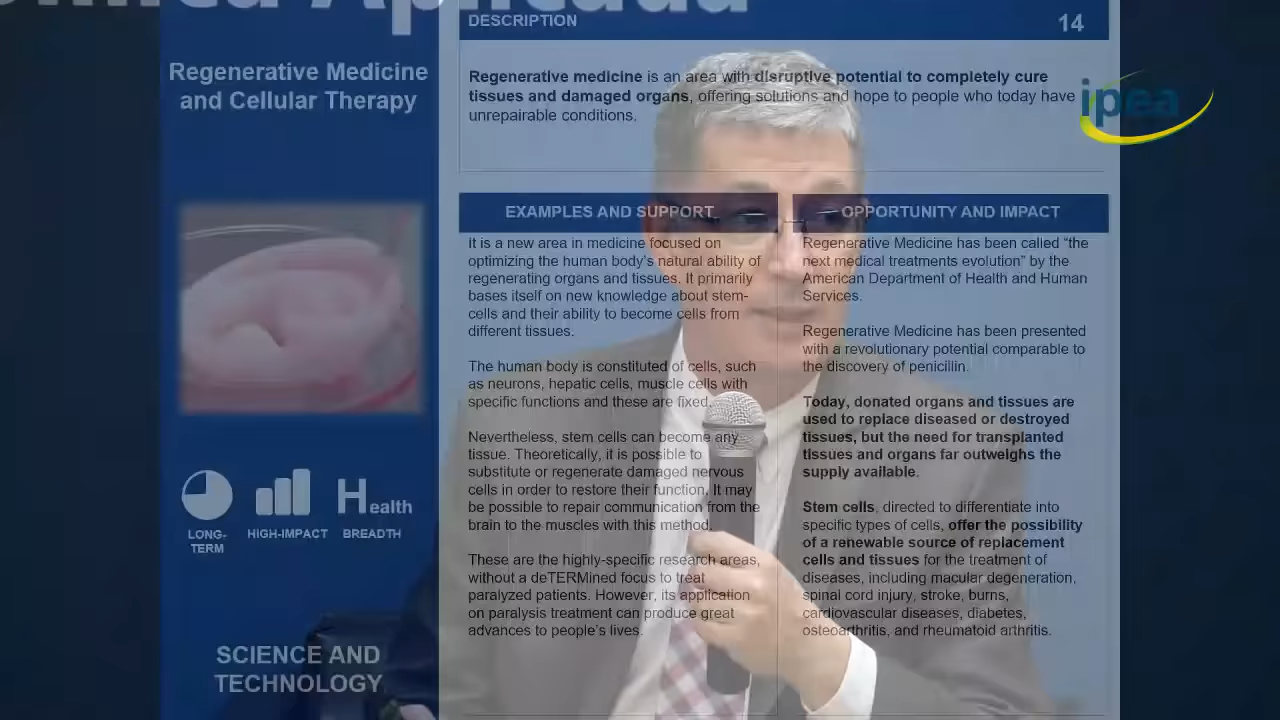 Aplicada
DESCRIPTION
14
Regenerative Medicine
and Cellular Therapy
Regenerative medicine is an area with disruptive potential to completely cure
tissues and damaged organs, offering solutions and hope to people who today have
unrepairable conditions.
ipea
EXAMPLES AND SUPPORT
It is a new area in medicine focused on
optimizing the human body's natural ability of
regenerating organs and tissues. It primarily
bases itself on new knowledge about stem-
cells and their ability to become cells from
different tissues.
The human body is constituted of cells, such
as neurons, hepatic cells, muscle cells with
specific functions and these are fixed.
Nevertheless, stem cells can become any
tissue. Theoretically, it is possible to
substitute or regenerate damaged nervous
cells in order to restore their function. It may
be possible to repair communication from the
brain to the muscles with this method.
These are the highly-specific research areas,
without a deTERMined focus to treat
paralyzed patients. However, its application
on paralysis treatment can produce great
advances to people's lives.
OPPORTUNITY AND IMPACT
Regenerative Medicine has been called "the
next medical treatments evolution" by the
American Department of Health and Human
Services.
Regenerative Medicine has been presented
with a revolutionary potential comparable to
the discovery of penicillin.
Today, donated organs and tissues are
used to replace diseased or destroyed
tissues, but the need for transplanted
tissues and organs far outweighs the
supply available.
Stem cells, directed to differentiate into
specific types of cells, offer the possibility
of a renewable source of replacement
cells and tissues for the treatment of
diseases, including macular degeneration,
spinal cord injury, stroke, burns,
cardiovascular diseases, diabetes,
osteoarthritis, and rheumatoid arthritis.
Health
LONG-
TERM
HIGH-IMPACT
BREADTH
SCIENCE AND
TECHNOLOGY